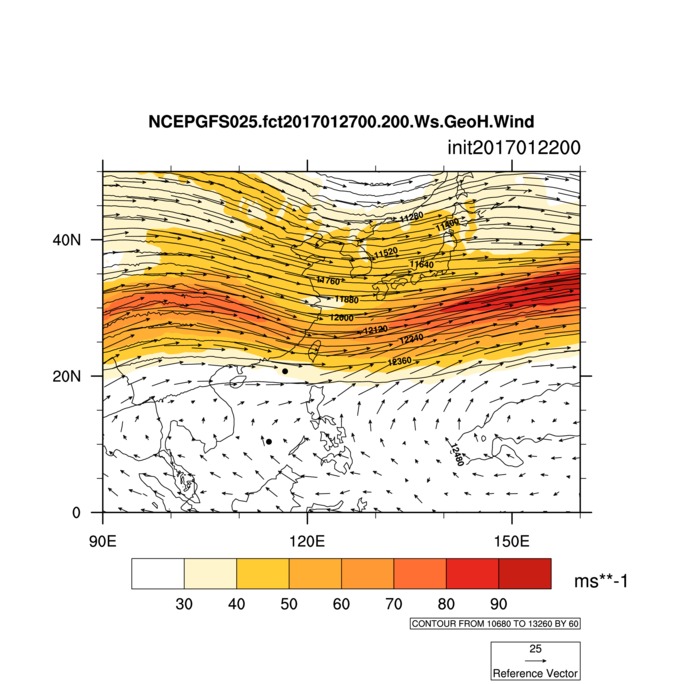 NCEPGFS025.fct2017012700.200.Ws.GeoH.Wind
init2017012200
40N
20N
0
90E 120E 150E
11280
11400
11520
11640
11760
11880
12000
12120
12240
12360
12480
30 40 50 60 70 80 90
ms**-1
CONTOUR FROM 10680 TO 13260 BY 60
25
Reference Vector